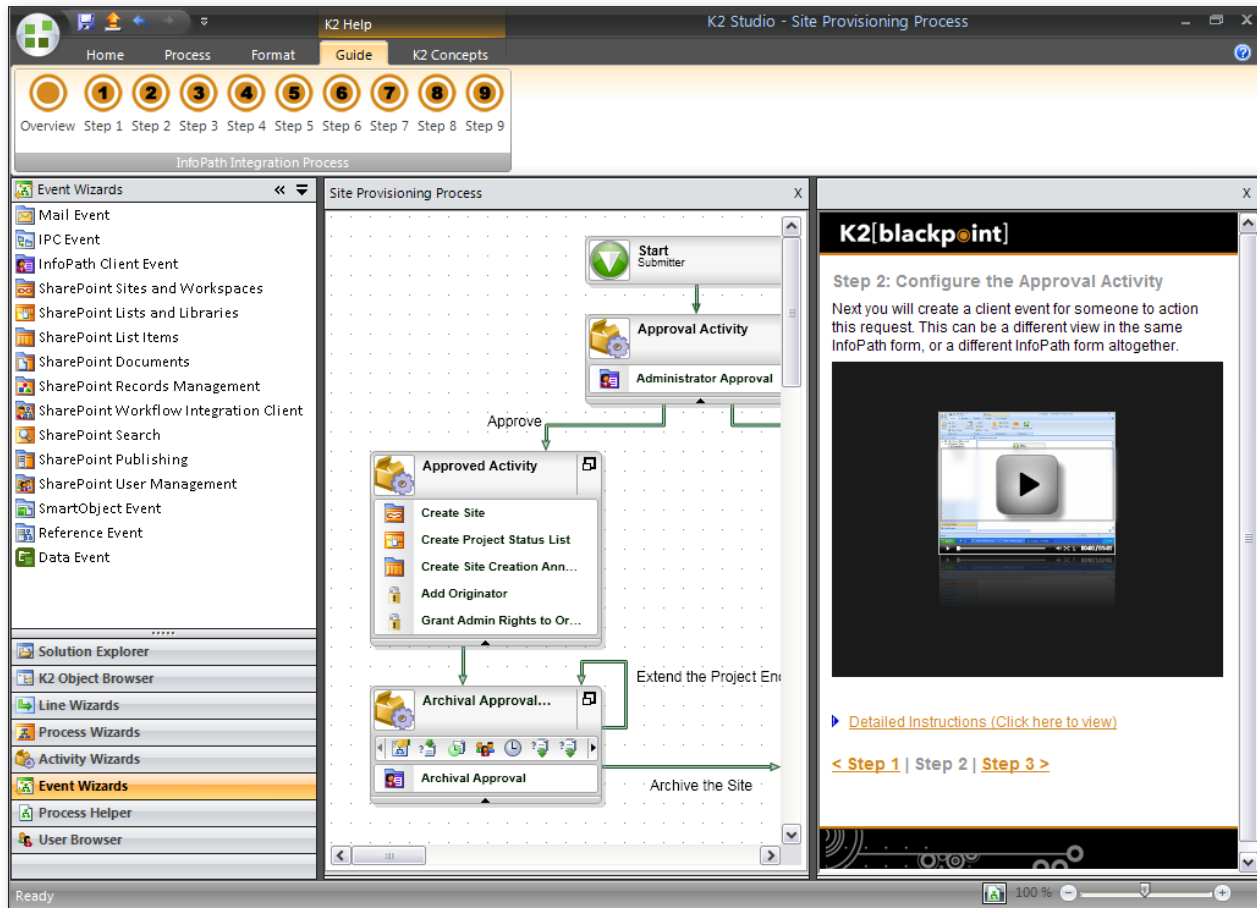 K2 Help
K2 Studio - Site Provisioning Process
Home Process Format Guide K2 Concepts
1 2 3 4 5 6 7 8 9
Overview Step 1 Step 2 Step 3 Step 4 Step 5 Step 6 Step 7 Step 8 Step 9
InfoPath Integration Process
Event Wizards
Mail Event
IPC Event
InfoPath Client Event
SharePoint Sites and Workspaces
SharePoint Lists and Libraries
SharePoint List Items
SharePoint Documents
SharePoint Records Management
SharePoint Workflow Integration Client
SharePoint Search
SharePoint Publishing
SharePoint User Management
SmartObject Event
Reference Event
Data Event
Solution Explorer
K2 Object Browser
Line Wizards
Process Wizards
Activity Wizards
Event Wizards
Process Helper
User Browser
Site Provisioning Process
Start
Submitter
Approval Activity
Administrator Approval
Approve
Approved Activity
Create Site
Create Project Status List
Create Site Creation Ann...
Add Originator
Grant Admin Rights to Or...
Extend the Project End
Archival Approval...
Archival Approval
Archive the Site
K2[blackpoint]
Step 2: Configure the Approval Activity
Next you will create a client event for someone to action
this request. This can be a different view in the same
InfoPath form, or a different InfoPath form altogether.
Detailed Instructions (Click here to view)
< Step 1 | Step 2 | Step 3 >
Ready
100 %